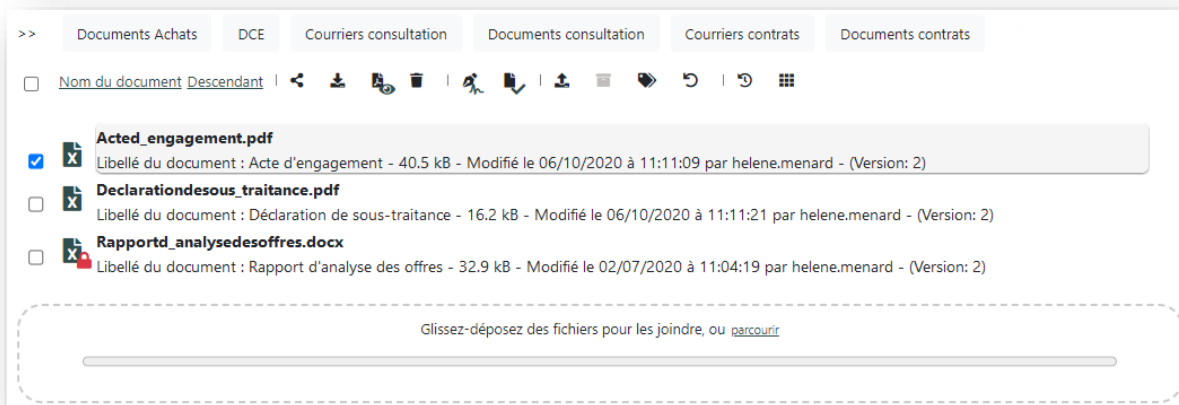 >> Documents Achats DCE Courriers consultation Documents consultation Courriers contrats Documents contrats
Nom du document Descendant
Acted_engagement.pdf
Libellé du document : Acte d'engagement - 40.5 kB - Modifié le 06/10/2020 à 11:11:09 par helene.menard - (Version: 2)
Declarationdesous_traitance.pdf
Libellé du document : Déclaration de sous-traitance - 16.2 kB - Modifié le 06/10/2020 à 11:11:21 par helene.menard - (Version: 2)
Rapportd_analysedesoffres.docx
Libellé du document : Rapport d'analyse des offres - 32.9 kB - Modifié le 02/07/2020 à 11:04:19 par helene.menard - (Version: 2)
Glissez-déposez des fichiers pour les joindre, ou parcourir